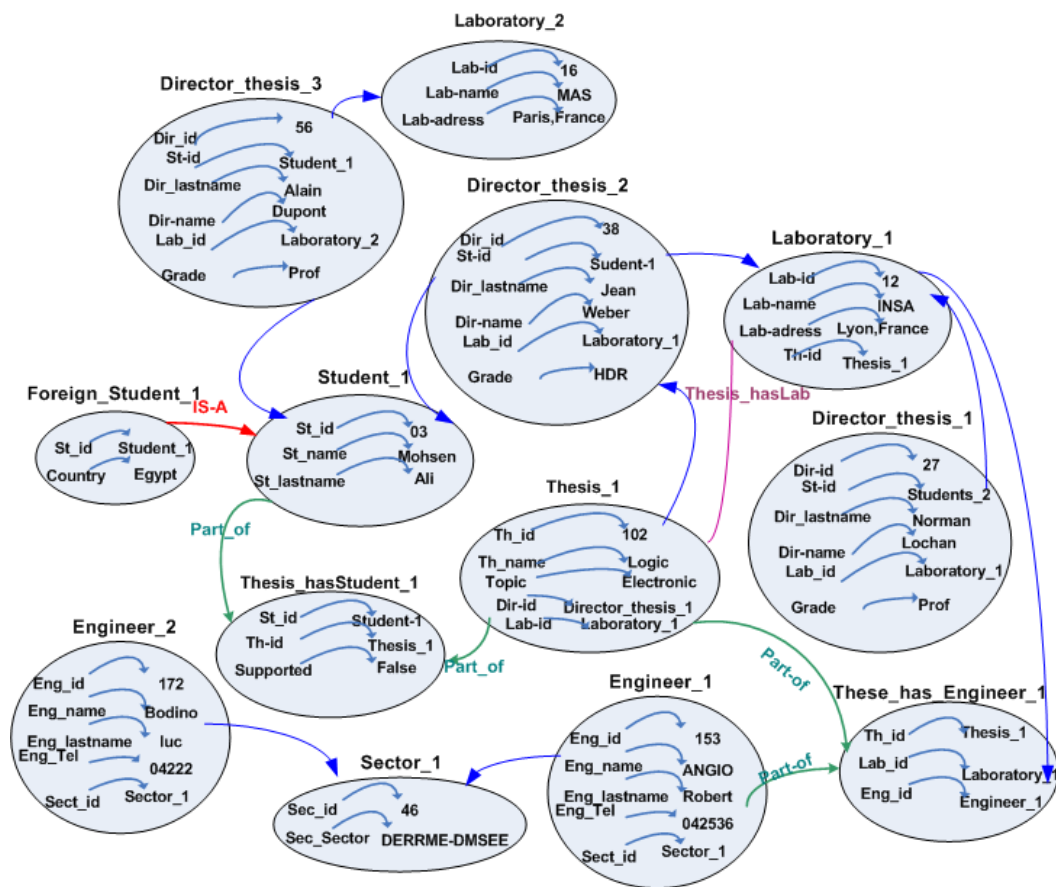 Laboratory_2
Lab-id 16
Lab-name MAS
Lab-adress Paris,France
Director_thesis_3
Dir_id 56
St-id Student_1
Dir_lastname Alain
Dir-name Dupont
Lab_id Laboratory_2
Grade Prof
Director_thesis_2
Dir_id 38
St-id Sudent-1
Dir_lastname Jean
Dir-name Weber
Lab_id Laboratory_1
Grade HDR
Laboratory_1
Lab-id 12
Lab-name INSA
Lab-adress Lyon,France
Th-id Thesis_1
Thesis_hasLab
Foreign_Student_1
IS-A
St_id Student_1
Country Egypt
Student_1
St_id 03
St_name Mohsen
St_lastname Ali
Part_of
Director_thesis_1
Dir-id 27
St-id Students_2
Dir_lastname Norman
Dir-name Lochan
Lab_id Laboratory_1
Grade Prof
Thesis_1
Th_id 102
Th_name Logic
Topic Electronic
Dir-id Director_thesis_1
Lab-id Laboratory_1
Thesis_hasStudent_1
St_id Student-1
Th-id Thesis_1
Supported False
Part_of
Part-of
Engineer_2
Eng_id 172
Eng_name Bodino
Eng_lastname luc
Eng_Tel 04222
Sect_id Sector_1
Sector_1
Sec_id 46
Sec_Sector DERRME-DMSEE
Engineer_1
Eng_id 153
Eng_name ANGIO
Eng_lastname Robert
Eng_Tel 042536
Sect_id Sector_1
Part-of
These_has_Engineer_1
Th_id Thesis_1
Lab_id Laboratory_1
Eng_id Engineer_1